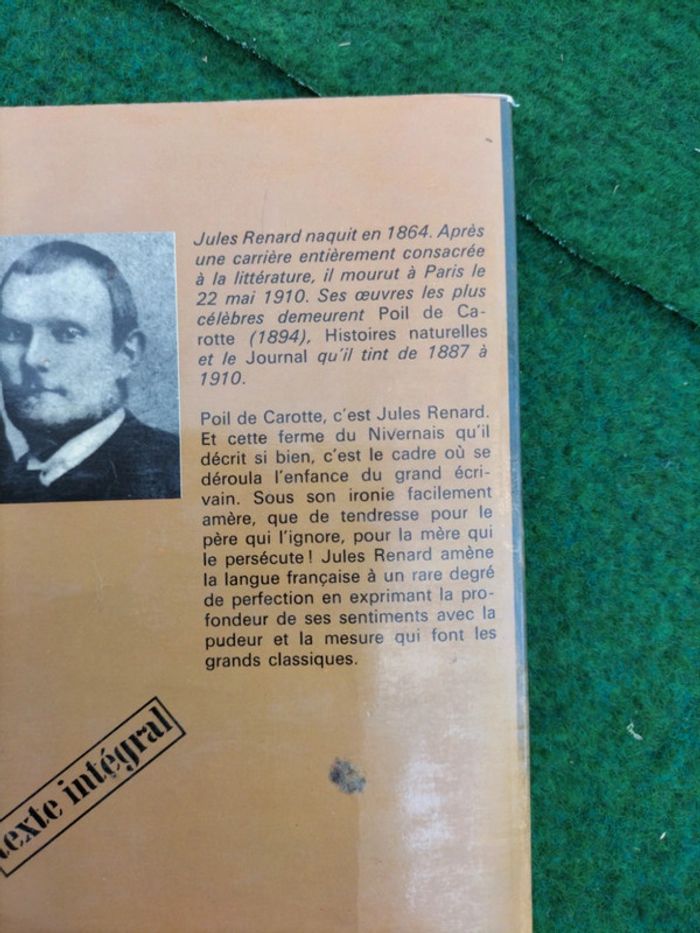 Jules Renard naquit en 1864. Après
une carrière entièrement consacrée
à la littérature, il mourut à Paris le
22 mai 1910. Ses œuvres les plus
célèbres demeurent Poil de Ca-
rotte (1894), Histoires naturelles
et le Journal qu'il tint de 1887 à
1910.
Poil de Carotte, c'est Jules Renard.
Et cette ferme du Nivernais qu'il
décrit si bien, c'est le cadre où se
déroula l'enfance du grand écri-
vain. Sous son ironie facilement
amère, que de tendresse pour le
père qui l'ignore, pour la mère qui
le persécute! Jules Renard amène
la langue française à un rare degré
de perfection en exprimant la pro-
fondeur de ses sentiments avec la
pudeur et la mesure qui font les
grands classiques.
texte intégral